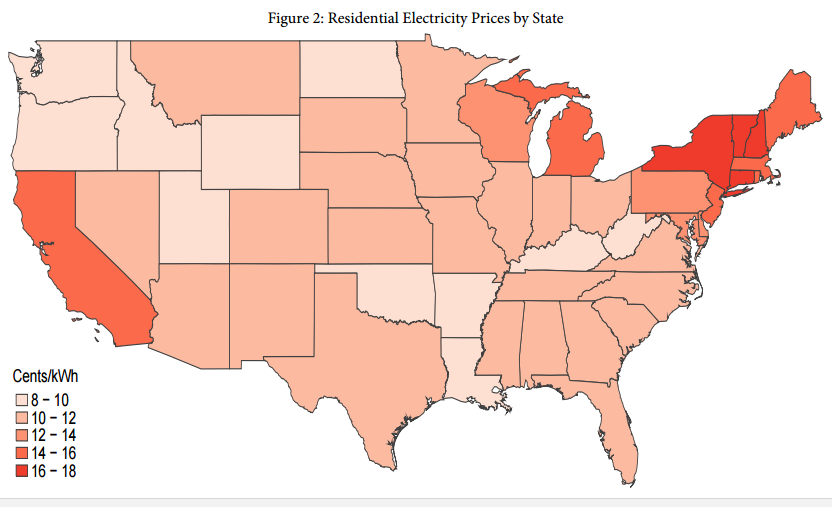 Figure 2: Residential Electricity Prices by State
Cents/kWh
8 − 10
10 − 12
12 − 14
14 − 16
16 − 18